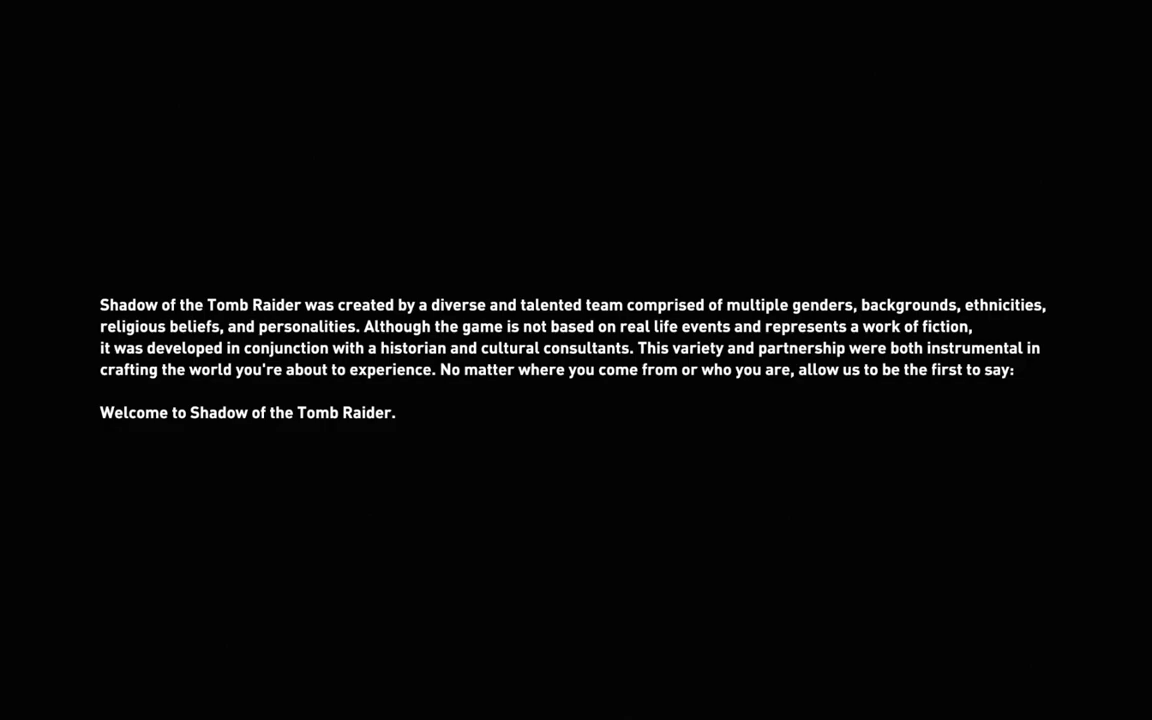 Shadow of the Tomb Raider was created by a diverse and talented team comprised of multiple genders, backgrounds, ethnicities,
religious beliefs, and personalities. Although the game is not based on real life events and represents a work of fiction,
it was developed in conjunction with a historian and cultural consultants. This variety and partnership were both instrumental in
crafting the world you're about to experience. No matter where you come from or who you are, allow us to be the first to say:
Welcome to Shadow of the Tomb Raider.